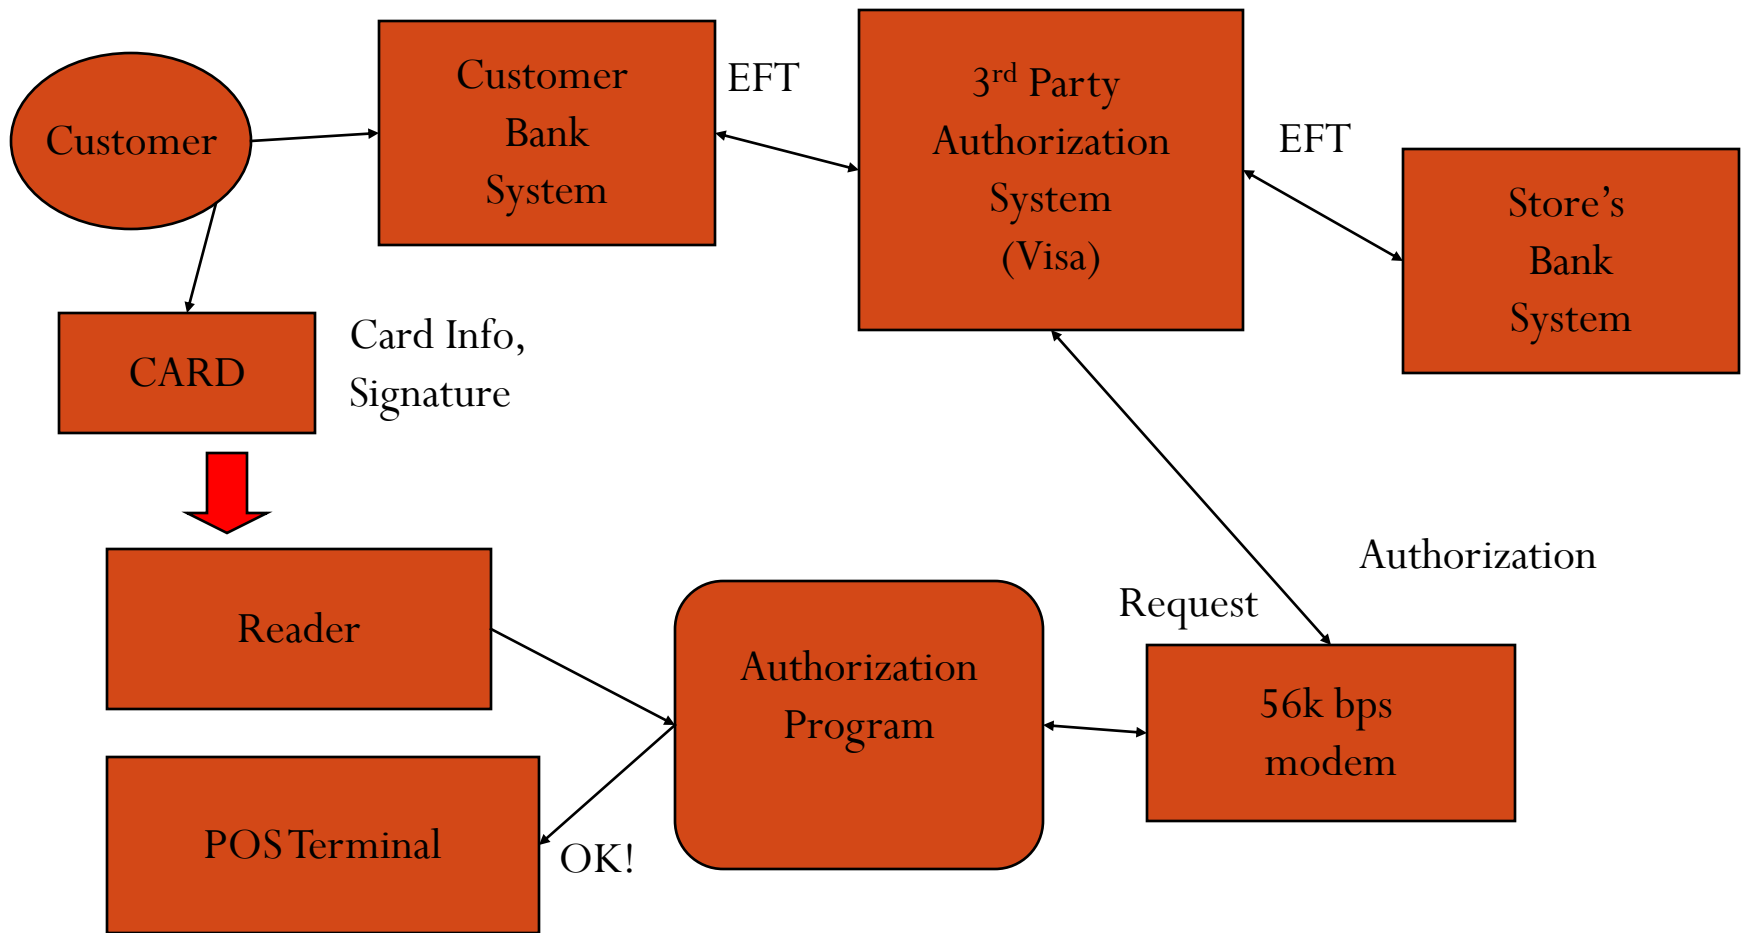 Customer
Customer
Bank
System
EFT
3rd Party
Authorization
System
(Visa)
EFT
Store’s
Bank
System
CARD
Card Info,
Signature
Reader
Authorization
Program
Request
Authorization
56k bps
modem
POS Terminal
OK!